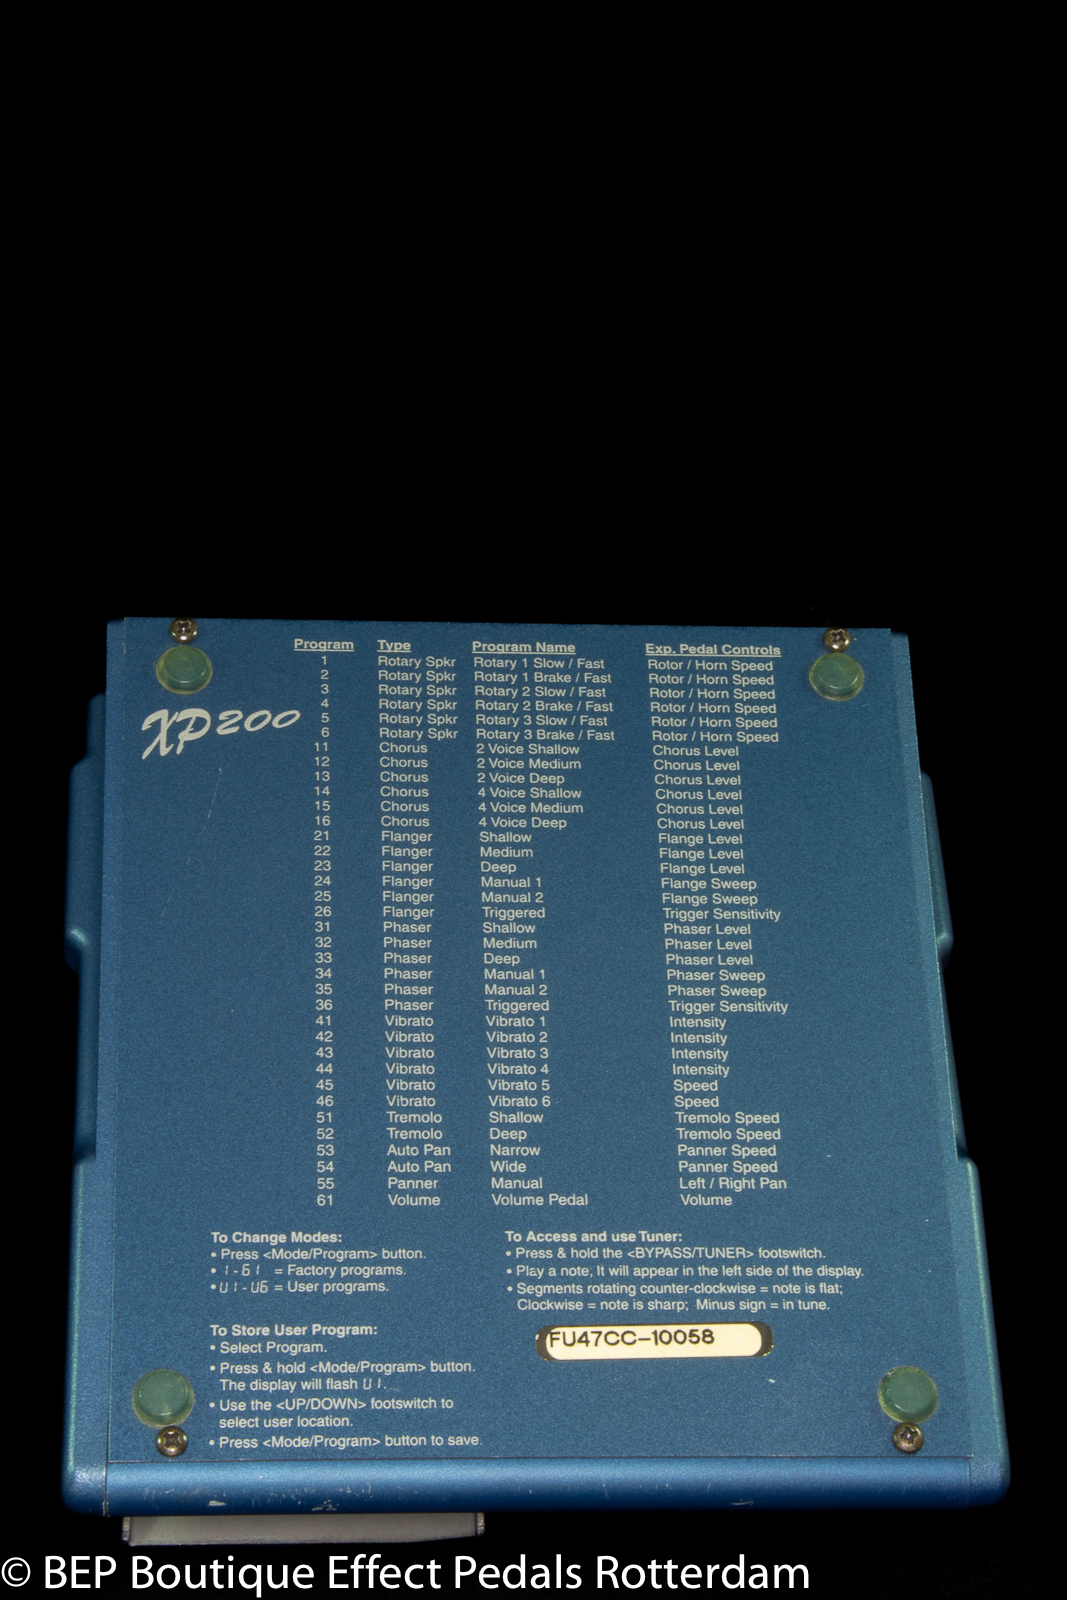 Program Type Program Name Exp. Pedal Controls
1 Rotary Spkr Rotary 1 Slow / Fast Rotor / Horn Speed
2 Rotary Spkr Rotary 1 Brake / Fast Rotor / Horn Speed
3 Rotary Spkr Rotary 2 Slow / Fast Rotor / Horn Speed
4 Rotary Spkr Rotary 2 Brake / Fast Rotor / Horn Speed
5 Rotary Spkr Rotary 3 Slow / Fast Rotor / Horn Speed
6 Rotary Spkr Rotary 3 Brake / Fast Rotor / Horn Speed
XP200
11 Chorus 2 Voice Shallow Chorus Level
12 Chorus 2 Voice Medium Chorus Level
13 Chorus 2 Voice Deep Chorus Level
14 Chorus 4 Voice Shallow Chorus Level
15 Chorus 4 Voice Medium Chorus Level
16 Chorus 4 Voice Deep Chorus Level
21 Flanger Shallow Flange Level
22 Flanger Medium Flange Level
23 Flanger Deep Flange Level
24 Flanger Manual 1 Flange Sweep
25 Flanger Manual 2 Flange Sweep
26 Flanger Triggered Trigger Sensitivity
31 Phaser Shallow Phaser Level
32 Phaser Medium Phaser Level
33 Phaser Deep Phaser Level
34 Phaser Manual 1 Phaser Sweep
35 Phaser Manual 2 Phaser Sweep
36 Phaser Triggered Trigger Sensitivity
41 Vibrato Vibrato 1 Intensity
42 Vibrato Vibrato 2 Intensity
43 Vibrato Vibrato 3 Intensity
44 Vibrato Vibrato 4 Intensity
45 Vibrato Vibrato 5 Speed
46 Vibrato Vibrato 6 Speed
51 Tremolo Shallow Tremolo Speed
52 Tremolo Deep Tremolo Speed
53 Auto Pan Narrow Panner Speed
54 Auto Pan Wide Panner Speed
55 Panner Manual Left / Right Pan
61 Volume Volume Pedal Volume
To Change Modes:
• Press <Mode/Program> button.
• 1-61 = Factory programs.
• U1-U6 = User programs.
To Store User Program:
• Select Program.
• Press & hold <Mode/Program> button.
The display will flash U1.
• Use the <UP/DOWN> footswitch to
select user location.
• Press <Mode/Program> button to save.
To Access and use Tuner:
• Press & hold the <BYPASS/TUNER> footswitch.
• Play a note, It will appear in the left side of the display.
• Segments rotating counter-clockwise = note is flat;
Clockwise = note is sharp; Minus sign = in tune.
FU47CC-10058
© BEP Boutique Effect Pedals Rotterdam